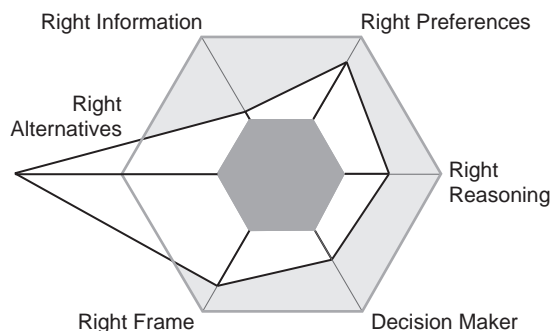 Right Information
Right Preferences
Right
Alternatives
Right
Reasoning
Right Frame
Decision Maker